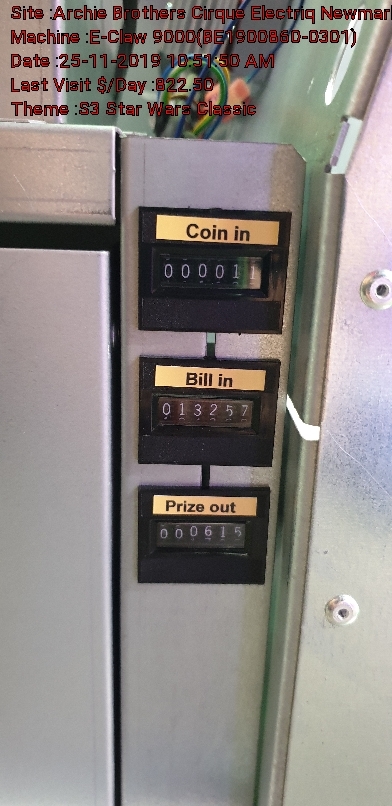 Site :Archie Brothers Cirque Electriq Newmar
Machine :E-Claw 9000(BE1900860-0301)
Date :25-11-2019 10:51:50 AM
Last Visit $/Day :822.50
Theme :S3 Star Wars Classic
Coin in
000011
Bill in
013257
Prize out
000615